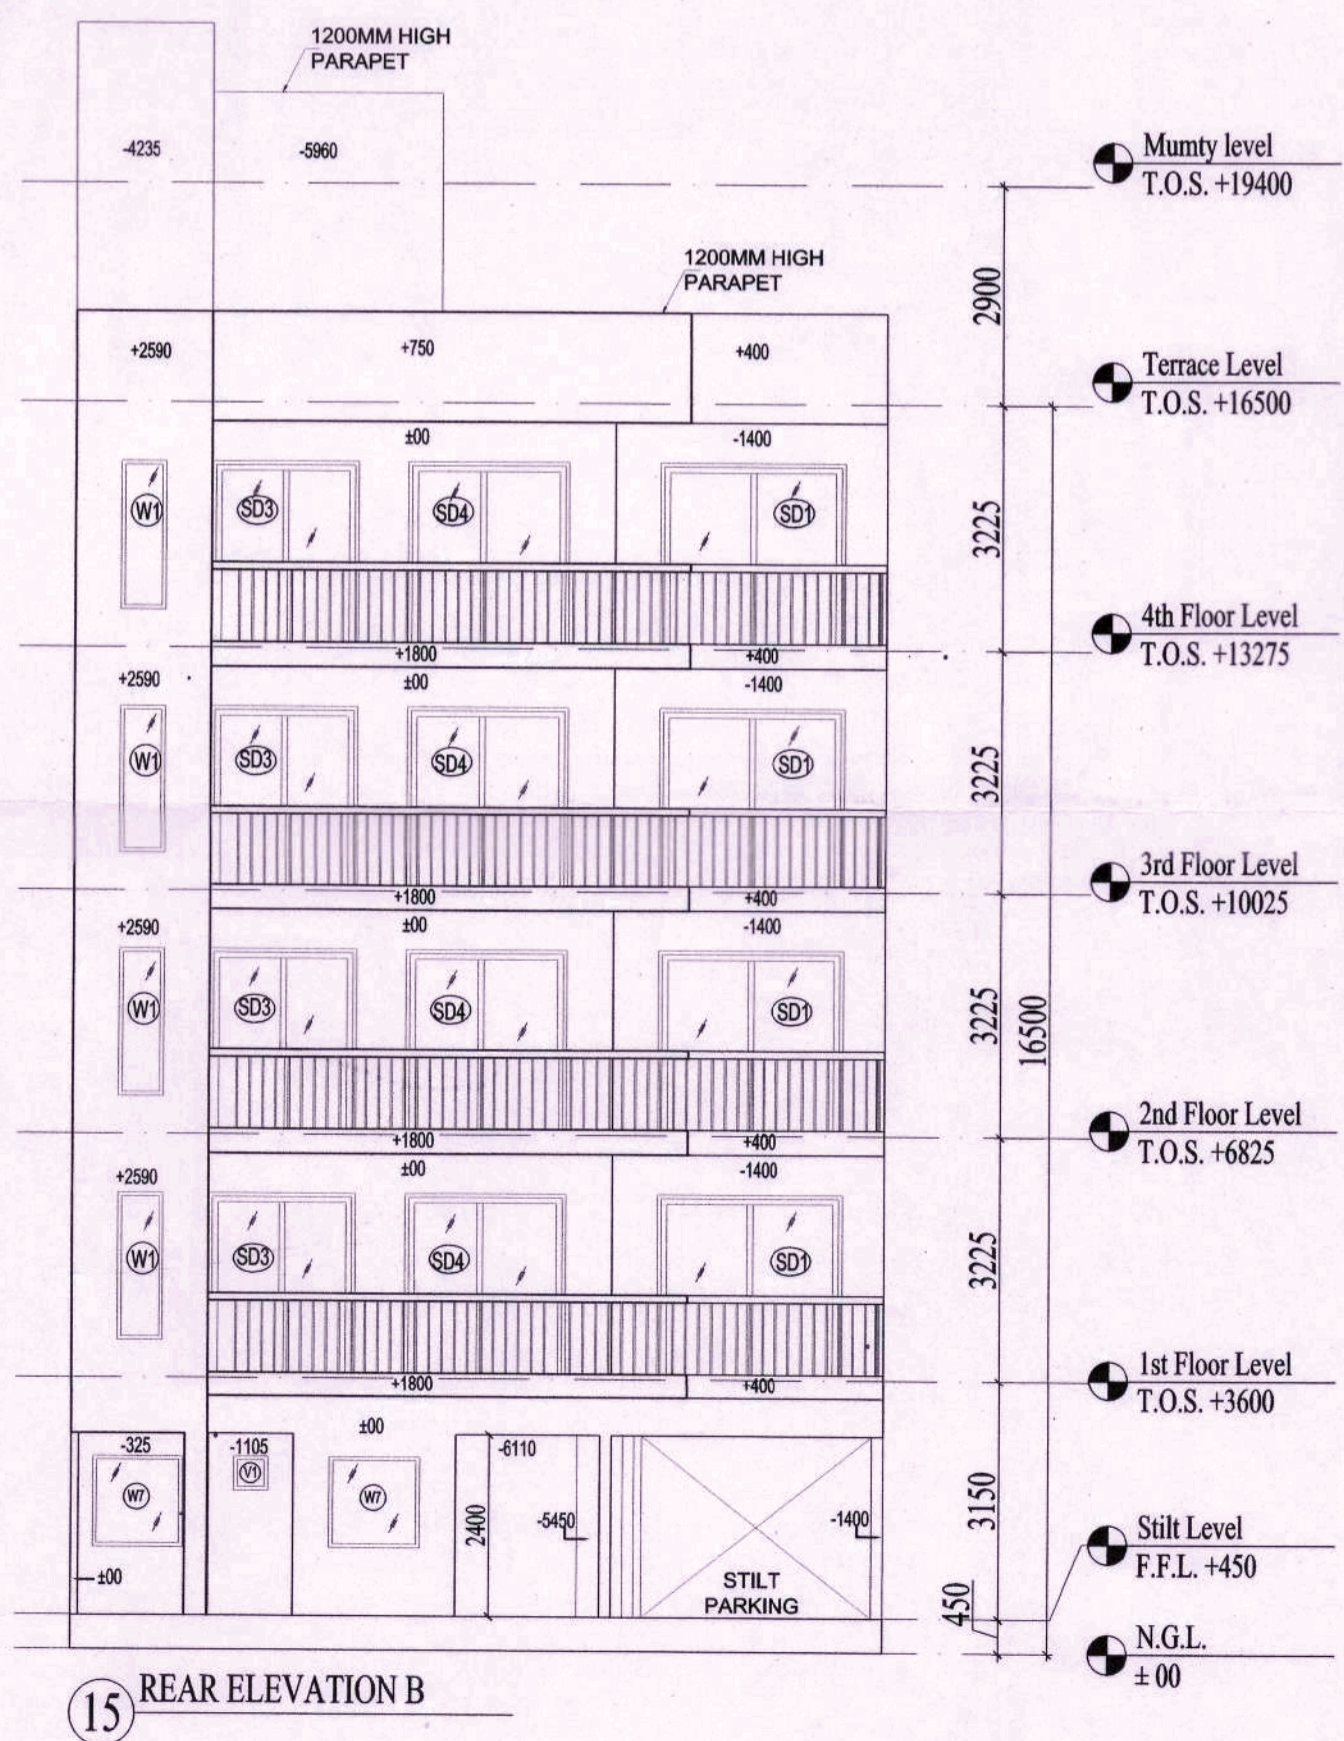 1200MM HIGH
PARAPET
-4235
-5960
Mumty level
T.O.S. +19400
1200MM HIGH
PARAPET
2900
+2590
+750
+400
Terrace Level
T.O.S. +16500
±00
-1400
W1
SD3
SD4
SD1
3225
4th Floor Level
T.O.S. +13275
+1800
+400
+2590
±00
-1400
W1
SD3
SD4
SD1
3225
3rd Floor Level
T.O.S. +10025
+1800
+400
+2590
±00
-1400
W1
SD3
SD4
SD1
3225
16500
2nd Floor Level
T.O.S. +6825
+1800
+400
+2590
±00
-1400
W1
SD3
SD4
SD1
3225
1st Floor Level
T.O.S. +3600
+1800
+400
±00
-325
-1105
-6110
W7
V1
W7
2400
-5450
-1400
3150
Stilt Level
F.F.L. +450
±00
STILT
PARKING
450
N.G.L.
± 00
15
REAR ELEVATION B